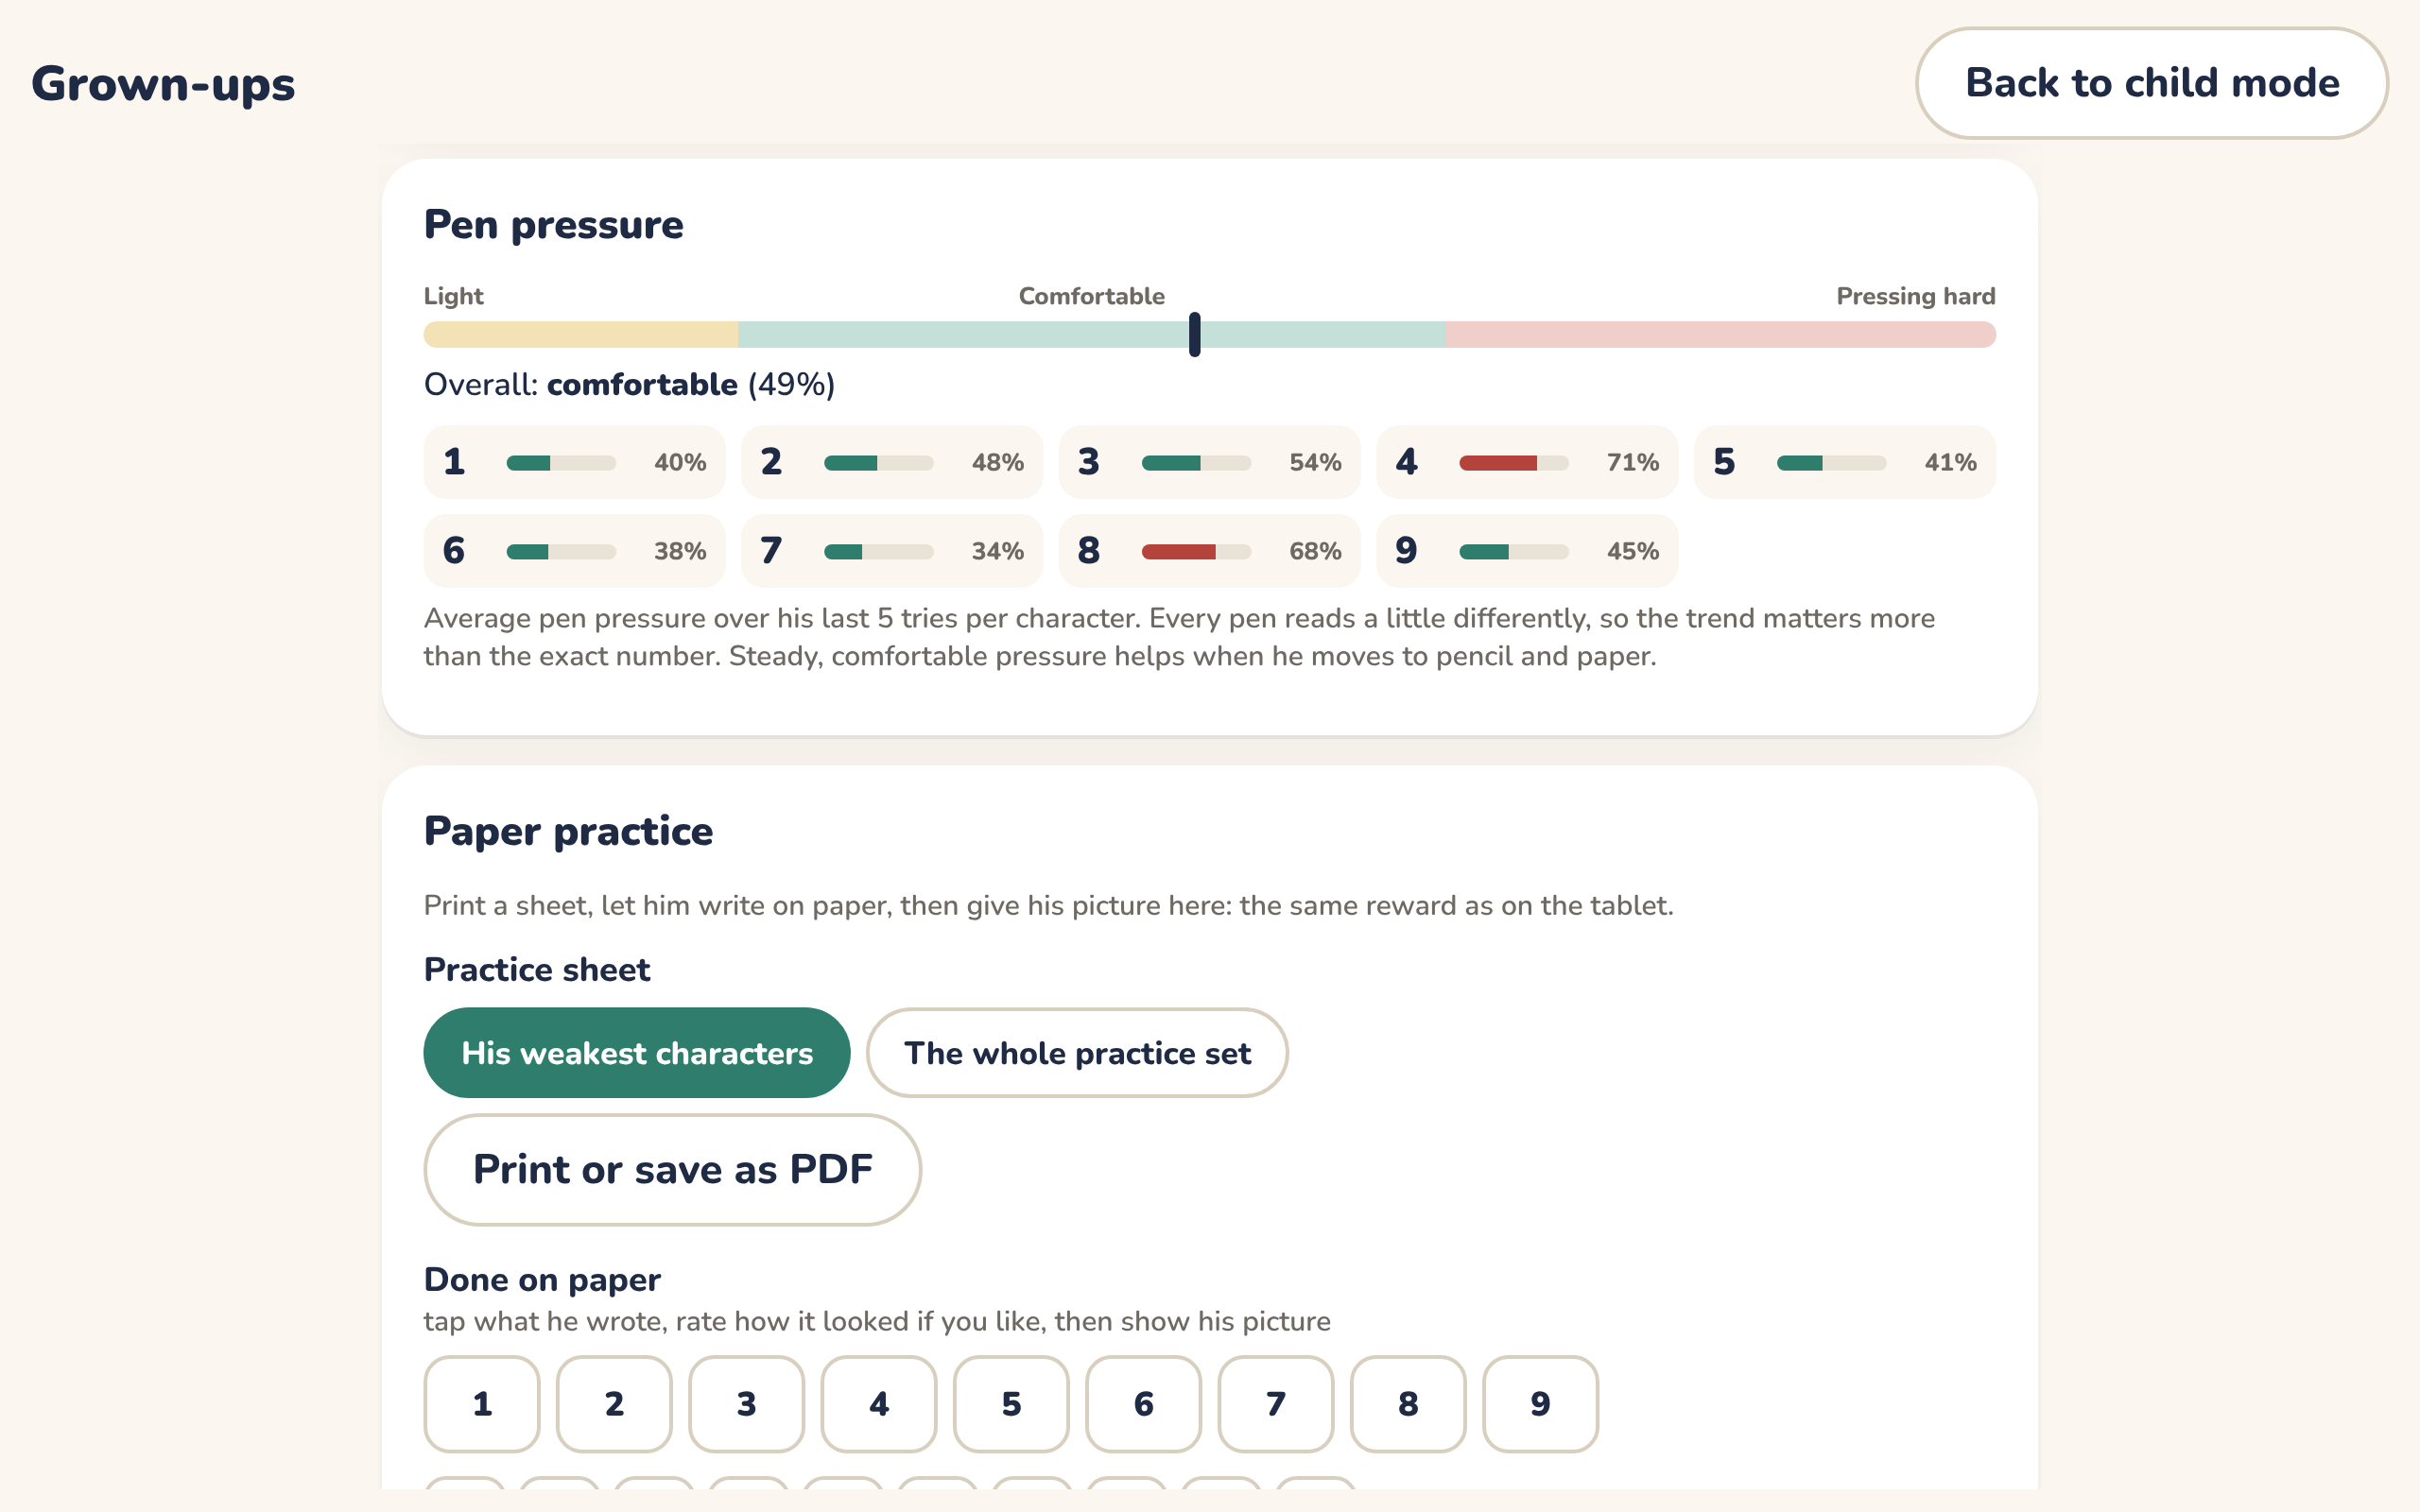 Grown-ups
Back to child mode
Pen pressure
Light Comfortable Pressing hard
Overall: comfortable (49%)
1 40% 2 48% 3 54% 4 71% 5 41%
6 38% 7 34% 8 68% 9 45%
Average pen pressure over his last 5 tries per character. Every pen reads a little differently, so the trend matters more
than the exact number. Steady, comfortable pressure helps when he moves to pencil and paper.
Paper practice
Print a sheet, let him write on paper, then give his picture here: the same reward as on the tablet.
Practice sheet
His weakest characters The whole practice set
Print or save as PDF
Done on paper
tap what he wrote, rate how it looked if you like, then show his picture
1 2 3 4 5 6 7 8 9